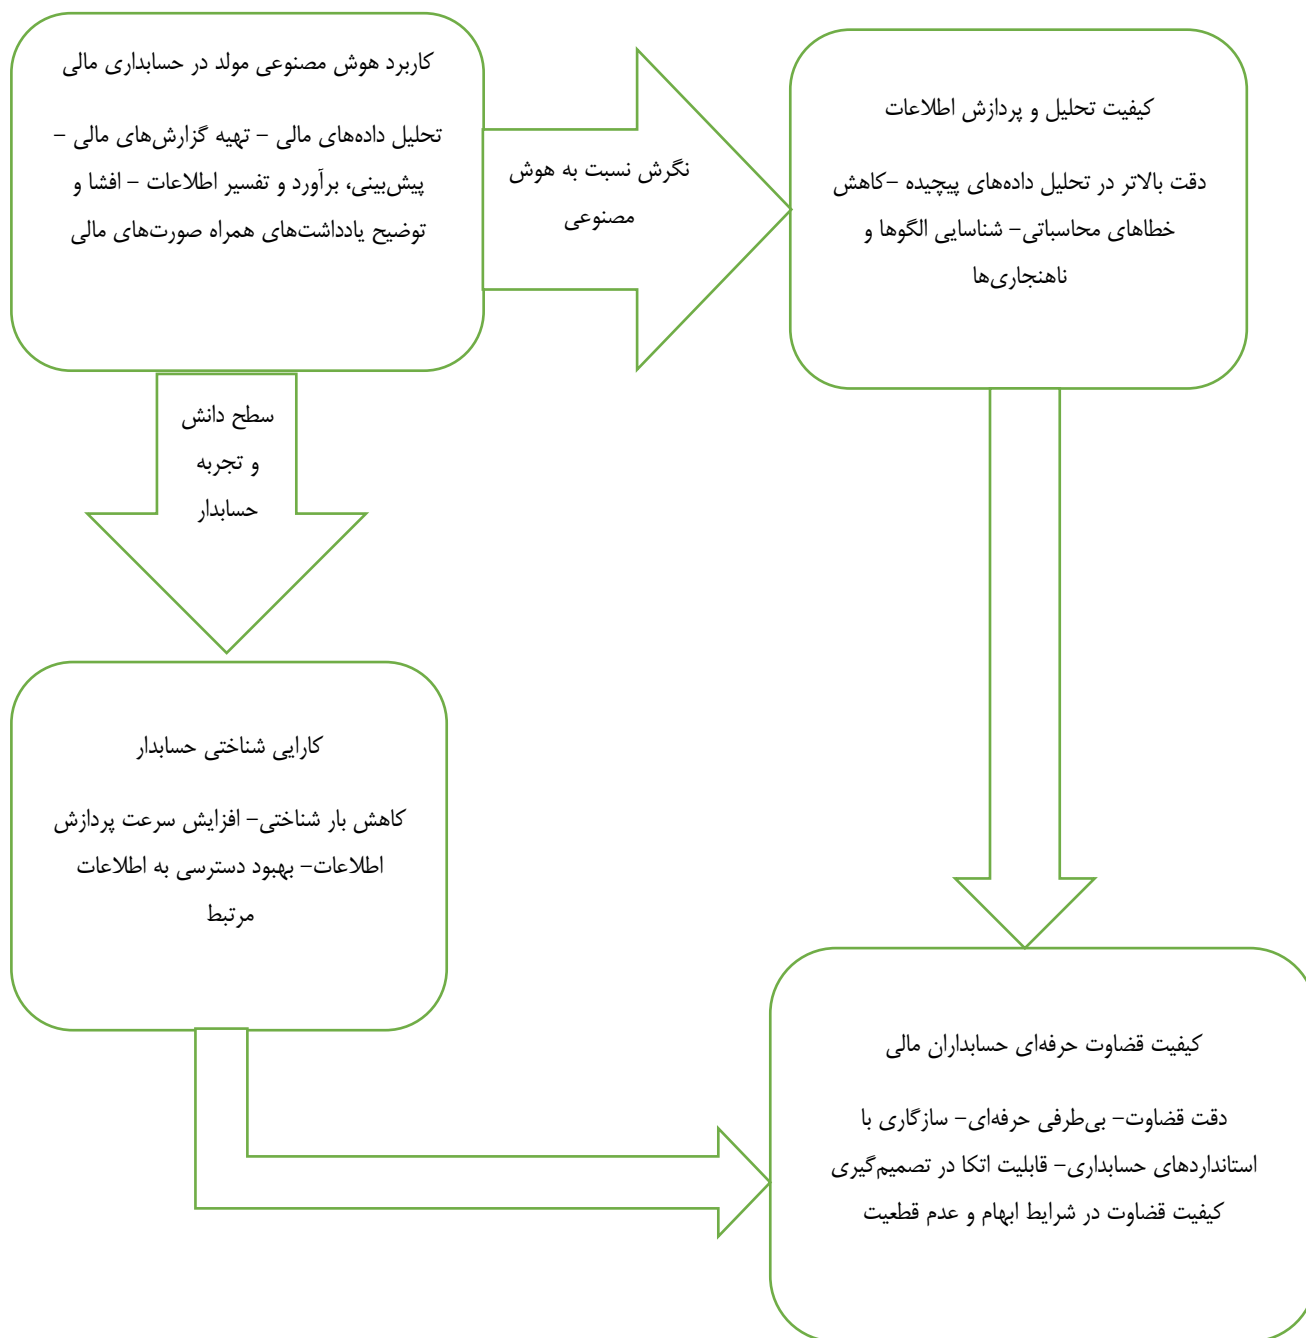 کاربرد هوش مصنوعی مولد در حسابداری مالی
تحلیل داده‌های مالی – تهیه گزارش‌های مالی –
پیش‌بینی، برآورد و تفسیر اطلاعات – افشا و
توضیح یادداشت‌های همراه صورت‌های مالی
نگرش نسبت به هوش
مصنوعی
کیفیت تحلیل و پردازش اطلاعات
دقت بالاتر در تحلیل داده‌های پیچیده –کاهش
خطاهای محاسباتی– شناسایی الگوها و
ناهنجاری‌ها
سطح دانش
و تجربه
حسابدار
کارایی شناختی حسابدار
کاهش بار شناختی– افزایش سرعت پردازش
اطلاعات– بهبود دسترسی به اطلاعات
مرتبط
کیفیت قضاوت حرفه‌ای حسابداران مالی
دقت قضاوت– بی‌طرفی حرفه‌ای– سازگاری با
استانداردهای حسابداری– قابلیت اتکا در تصمیم‌گیری
کیفیت قضاوت در شرایط ابهام و عدم قطعیت